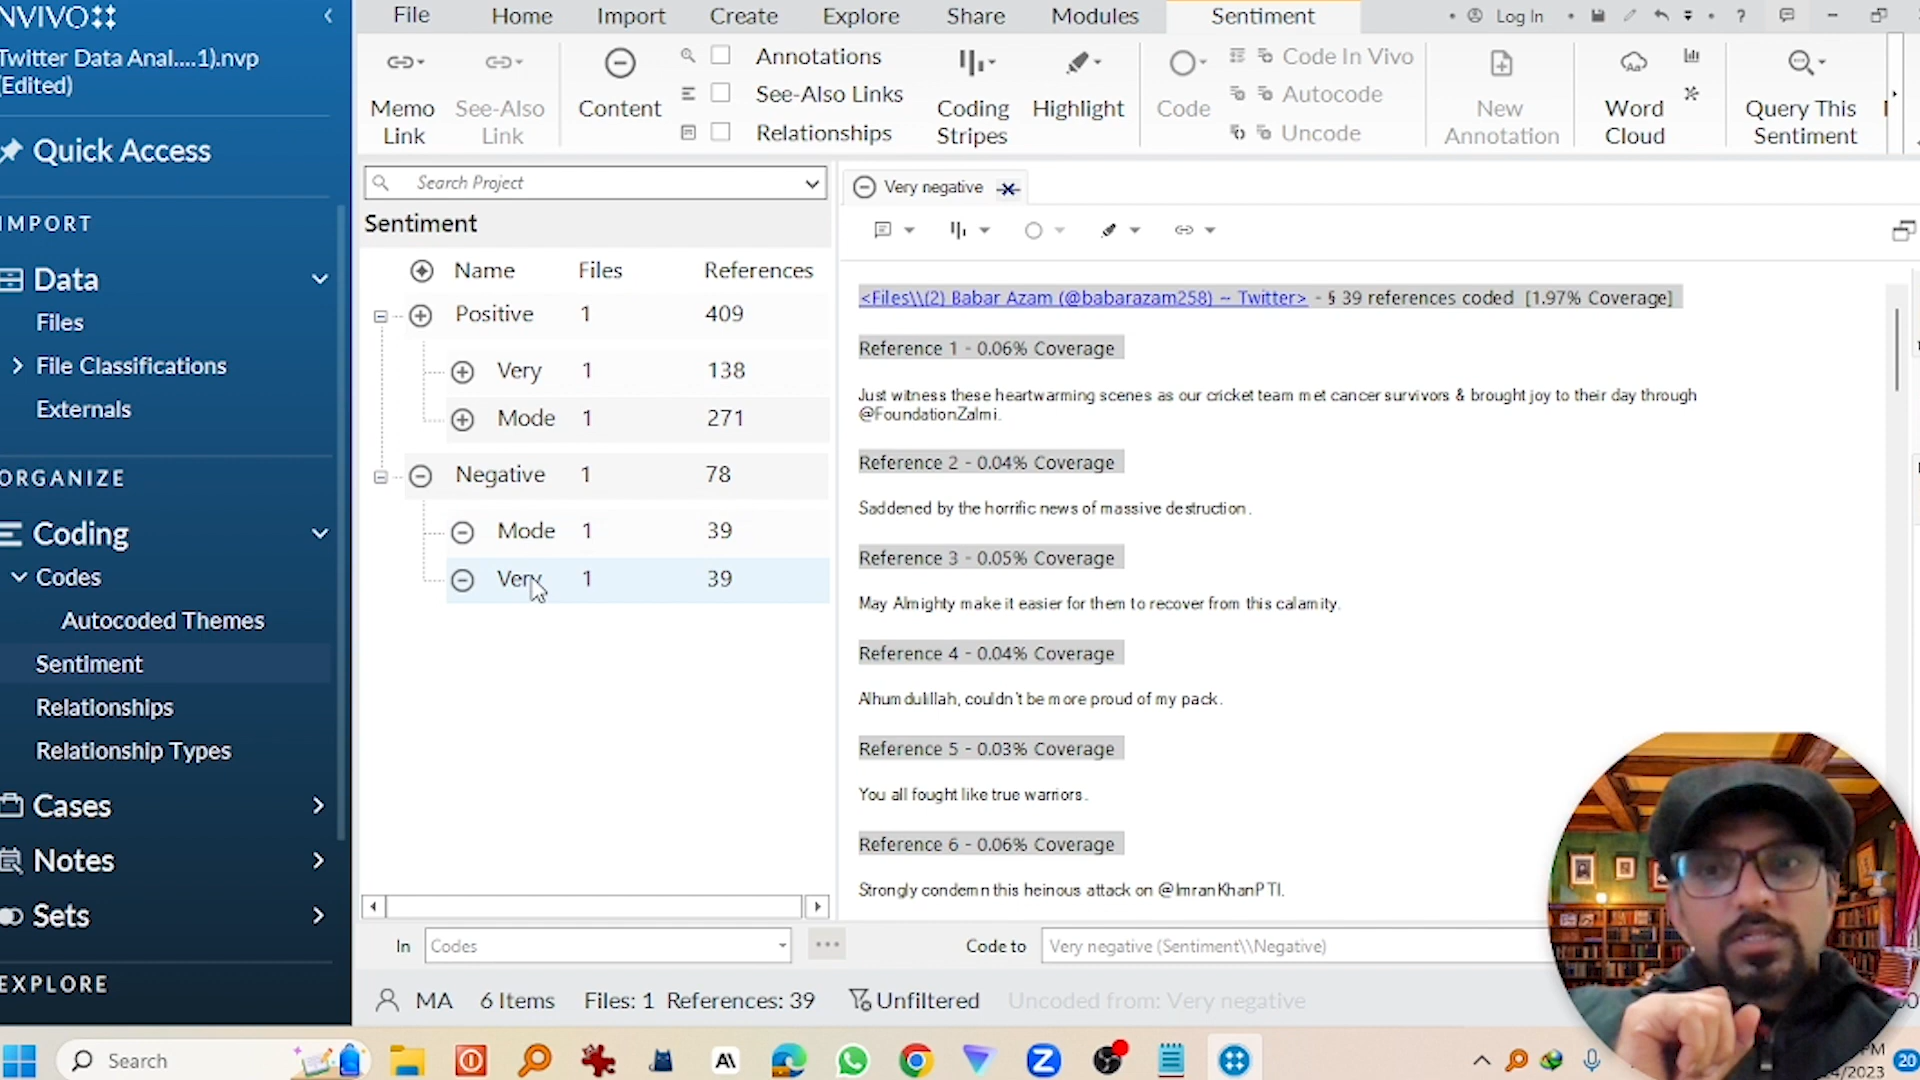 NVIVO
Twitter Data Anal....1).nvp
(Edited)
Quick Access
IMPORT
Data
Files
File Classifications
Externals
ORGANIZE
Coding
Codes
Autocoded Themes
Sentiment
Relationships
Relationship Types
Cases
Notes
Sets
EXPLORE
File Home Import Create Explore Share Modules Sentiment
Log In
?
Memo Link
See-Also Link
Content
Annotations
See-Also Links
Relationships
Coding Stripes
Highlight
Code
Code In Vivo
Autocode
Uncode
New Annotation
Word Cloud
Query This Sentiment
Search Project
Sentiment
Name Files References
Positive 1 409
Very 1 138
Mode 1 271
Negative 1 78
Mode 1 39
Very 1 39
Very negative
<Files\\(2) Babar Azam (@babarazam258) ~ Twitter> - § 39 references coded [1.97% Coverage]
Reference 1 - 0.06% Coverage
Just witness these heartwarming scenes as our cricket team met cancer survivors & brought joy to their day through
@FoundationZalmi.
Reference 2 - 0.04% Coverage
Saddened by the horrific news of massive destruction.
Reference 3 - 0.05% Coverage
May Almighty make it easier for them to recover from this calamity.
Reference 4 - 0.04% Coverage
Alhumdulillah, couldn't be more proud of my pack.
Reference 5 - 0.03% Coverage
You all fought like true warriors.
Reference 6 - 0.06% Coverage
Strongly condemn this heinous attack on @ImranKhanPTI.
In Codes
Code to Very negative (Sentiment\\Negative)
MA 6 Items Files: 1 References: 39 Unfiltered Uncoded from: Very negative
Search
20